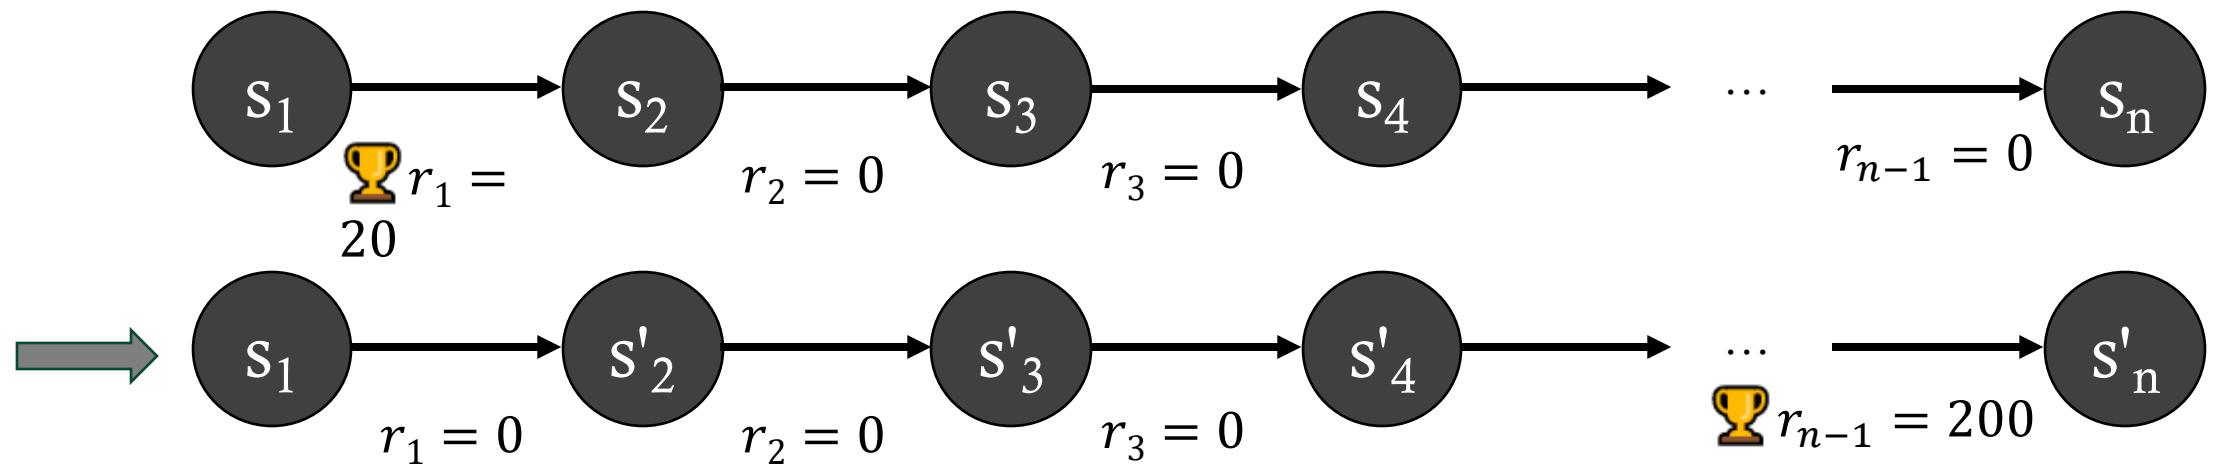 s₁ s₂ s₃ s₄ … sₙ
r₁ = r₂ = 0 r₃ = 0 rₙ₋₁ = 0
20
s₁ s'₂ s'₃ s'₄ … s'ₙ
r₁ = 0 r₂ = 0 r₃ = 0 rₙ₋₁ = 200